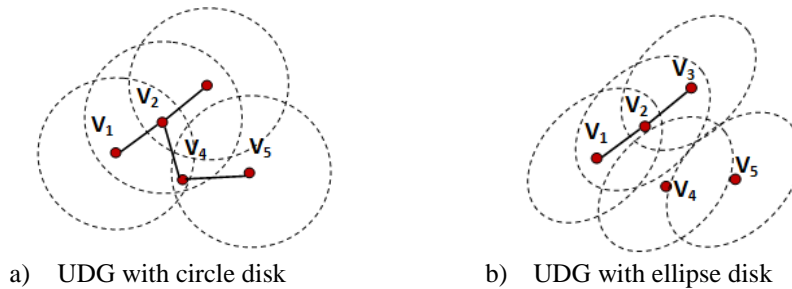 V2
V1
V4
V5
V3
V2
V1
V5
V4
a) UDG with circle disk
b) UDG with ellipse disk